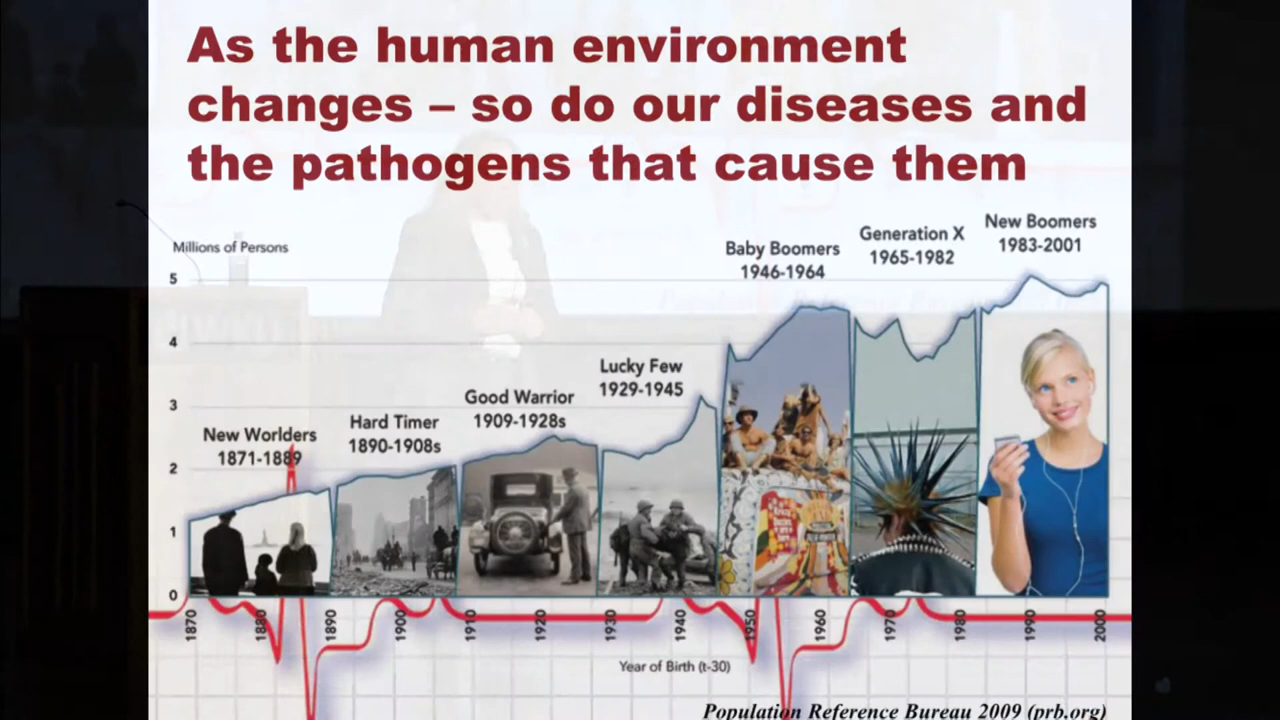 As the human environment
changes – so do our diseases and
the pathogens that cause them
Millions of Persons
5
4
3
2
1
0
New Worlders
1871-1889
Hard Timer
1890-1908s
Good Warrior
1909-1928s
Lucky Few
1929-1945
Baby Boomers
1946-1964
Generation X
1965-1982
New Boomers
1983-2001
1870
1880
1890
1900
1910
1920
1930
1940
1950
1960
1970
1980
1990
2000
Year of Birth (t-30)
Population Reference Bureau 2009 (prb.org)